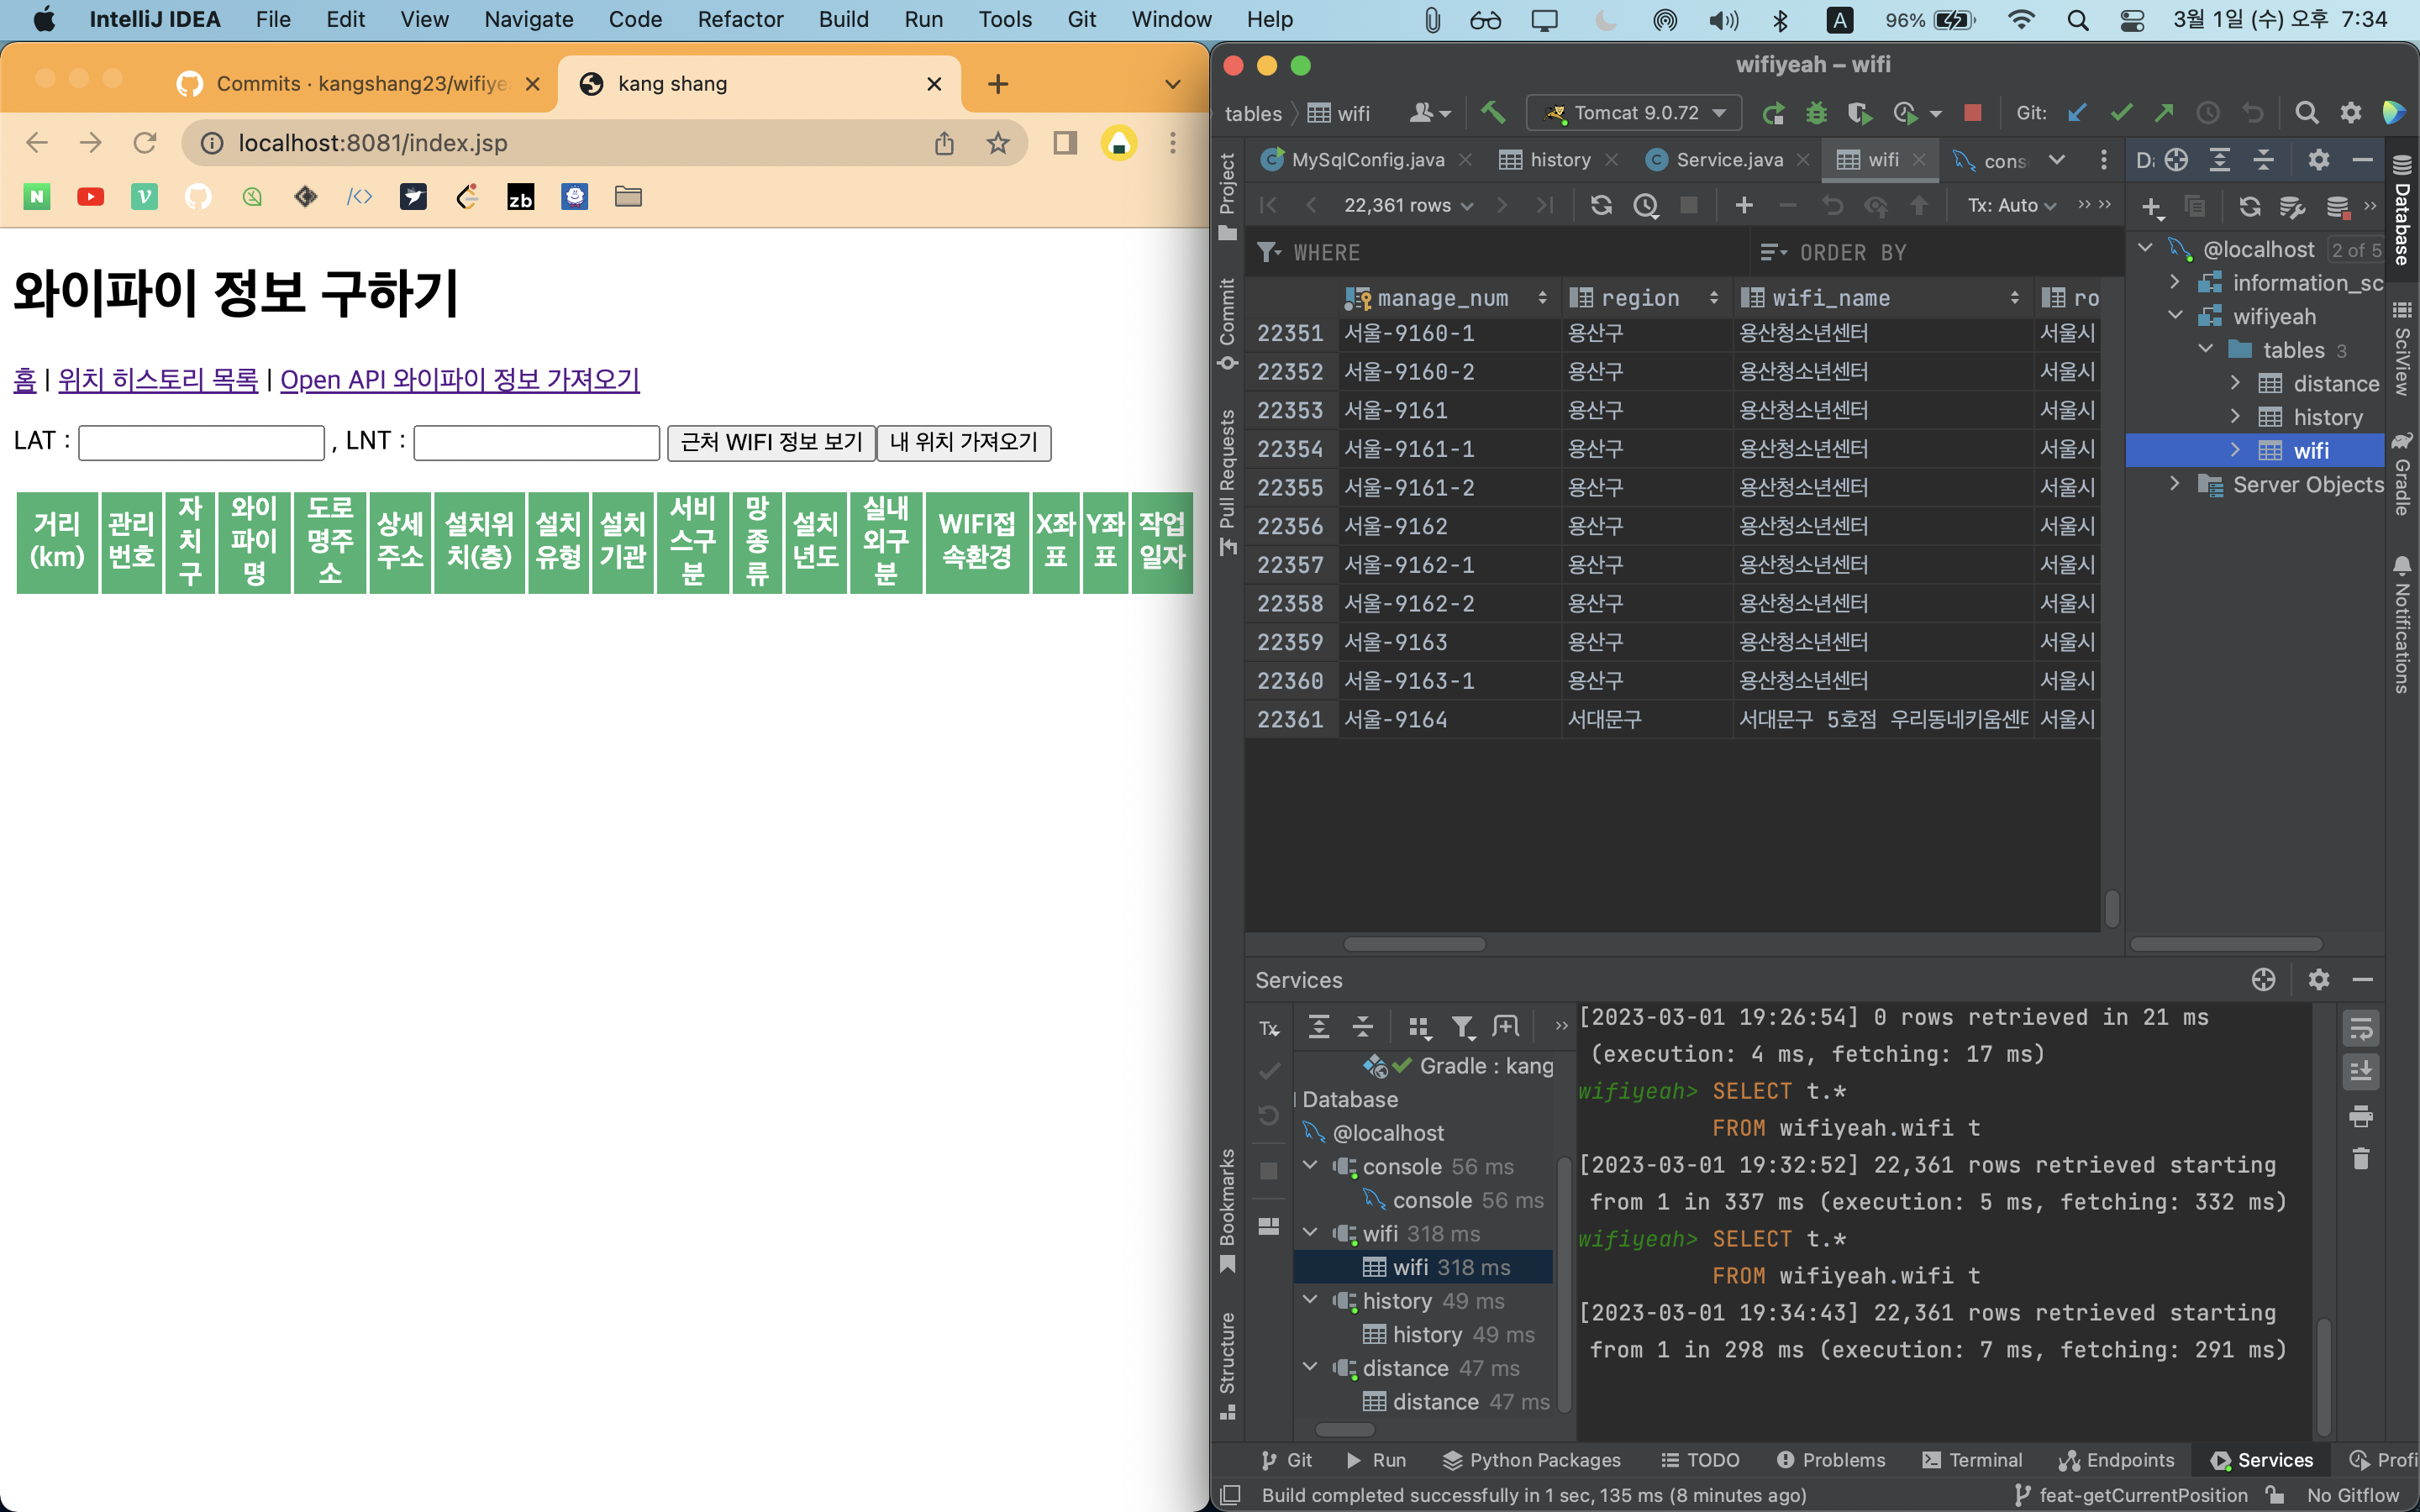 IntelliJ IDEA File Edit View Navigate Code Refactor Build Run Tools Git Window Help A 96% 3월 1일 (수) 오후 7:34
Commits · kangshang23/wifiye
kang shang
localhost:8081/index.jsp
N v zb
와이파이 정보 구하기
홈 | 위치 히스토리 목록 | Open API 와이파이 정보 가져오기
LAT : , LNT : 근처 WIFI 정보 보기 내 위치 가져오기
거리(km) 관리번호 자치구 와이파이명 도로명주소 상세주소 설치위치(층) 설치유형 설치기관 서비스구분 망종류 설치년도 실내외구분 WIFI접속환경 X좌표 Y좌표 작업일자
wifiyeah – wifi
tables wifi Tomcat 9.0.72 Git:
MySqlConfig.java history Service.java wifi cons
22,361 rows Tx: Auto
WHERE ORDER BY
manage_num region wifi_name ro
22351 서울-9160-1 용산구 용산청소년센터 서울시
22352 서울-9160-2 용산구 용산청소년센터 서울시
22353 서울-9161 용산구 용산청소년센터 서울시
22354 서울-9161-1 용산구 용산청소년센터 서울시
22355 서울-9161-2 용산구 용산청소년센터 서울시
22356 서울-9162 용산구 용산청소년센터 서울시
22357 서울-9162-1 용산구 용산청소년센터 서울시
22358 서울-9162-2 용산구 용산청소년센터 서울시
22359 서울-9163 용산구 용산청소년센터 서울시
22360 서울-9163-1 용산구 용산청소년센터 서울시
22361 서울-9164 서대문구 서대문구 5호점 우리동네키움센터 서울시
Project
Commit
Pull Requests
Bookmarks
Structure
@localhost 2 of 5
information_sc
wifiyeah
tables 3
distance
history
wifi
Server Objects
Database
SciView
Gradle
Notifications
Services
Tx
Gradle : kang
Database
@localhost
console 56 ms
console 56 ms
wifi 318 ms
wifi 318 ms
history 49 ms
history 49 ms
distance 47 ms
distance 47 ms
[2023-03-01 19:26:54] 0 rows retrieved in 21 ms
(execution: 4 ms, fetching: 17 ms)
wifiyeah> SELECT t.*
FROM wifiyeah.wifi t
[2023-03-01 19:32:52] 22,361 rows retrieved starting
from 1 in 337 ms (execution: 5 ms, fetching: 332 ms)
wifiyeah> SELECT t.*
FROM wifiyeah.wifi t
[2023-03-01 19:34:43] 22,361 rows retrieved starting
from 1 in 298 ms (execution: 7 ms, fetching: 291 ms)
Git Run Python Packages TODO Problems Terminal Endpoints Services Profi
Build completed successfully in 1 sec, 135 ms (8 minutes ago) feat-getCurrentPosition No Gitflow